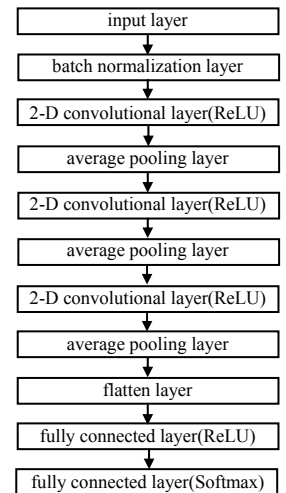 input layer
batch normalization layer
2-D convolutional layer(ReLU)
average pooling layer
2-D convolutional layer(ReLU)
average pooling layer
2-D convolutional layer(ReLU)
average pooling layer
flatten layer
fully connected layer(ReLU)
fully connected layer(Softmax)